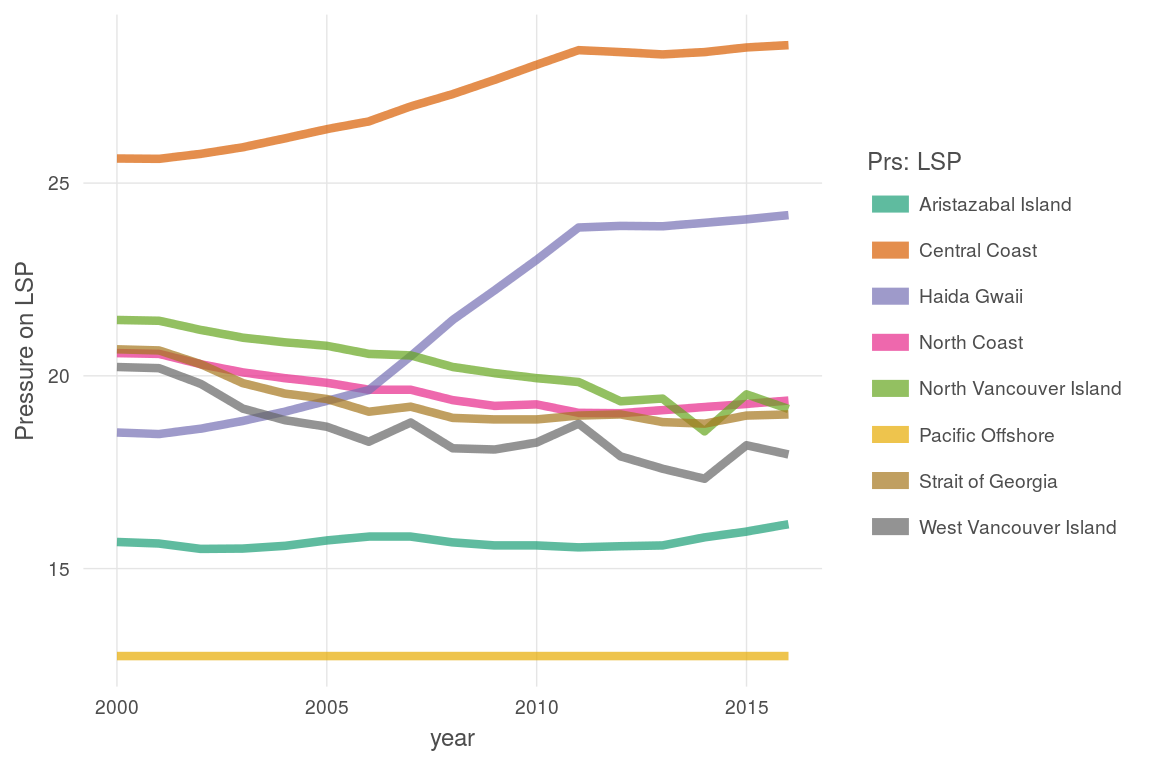 Pressure on LSP
25
20
15
2000
2005
2010
2015
year
Prs: LSP
Aristazabal Island
Central Coast
Haida Gwaii
North Coast
North Vancouver Island
Pacific Offshore
Strait of Georgia
West Vancouver Island